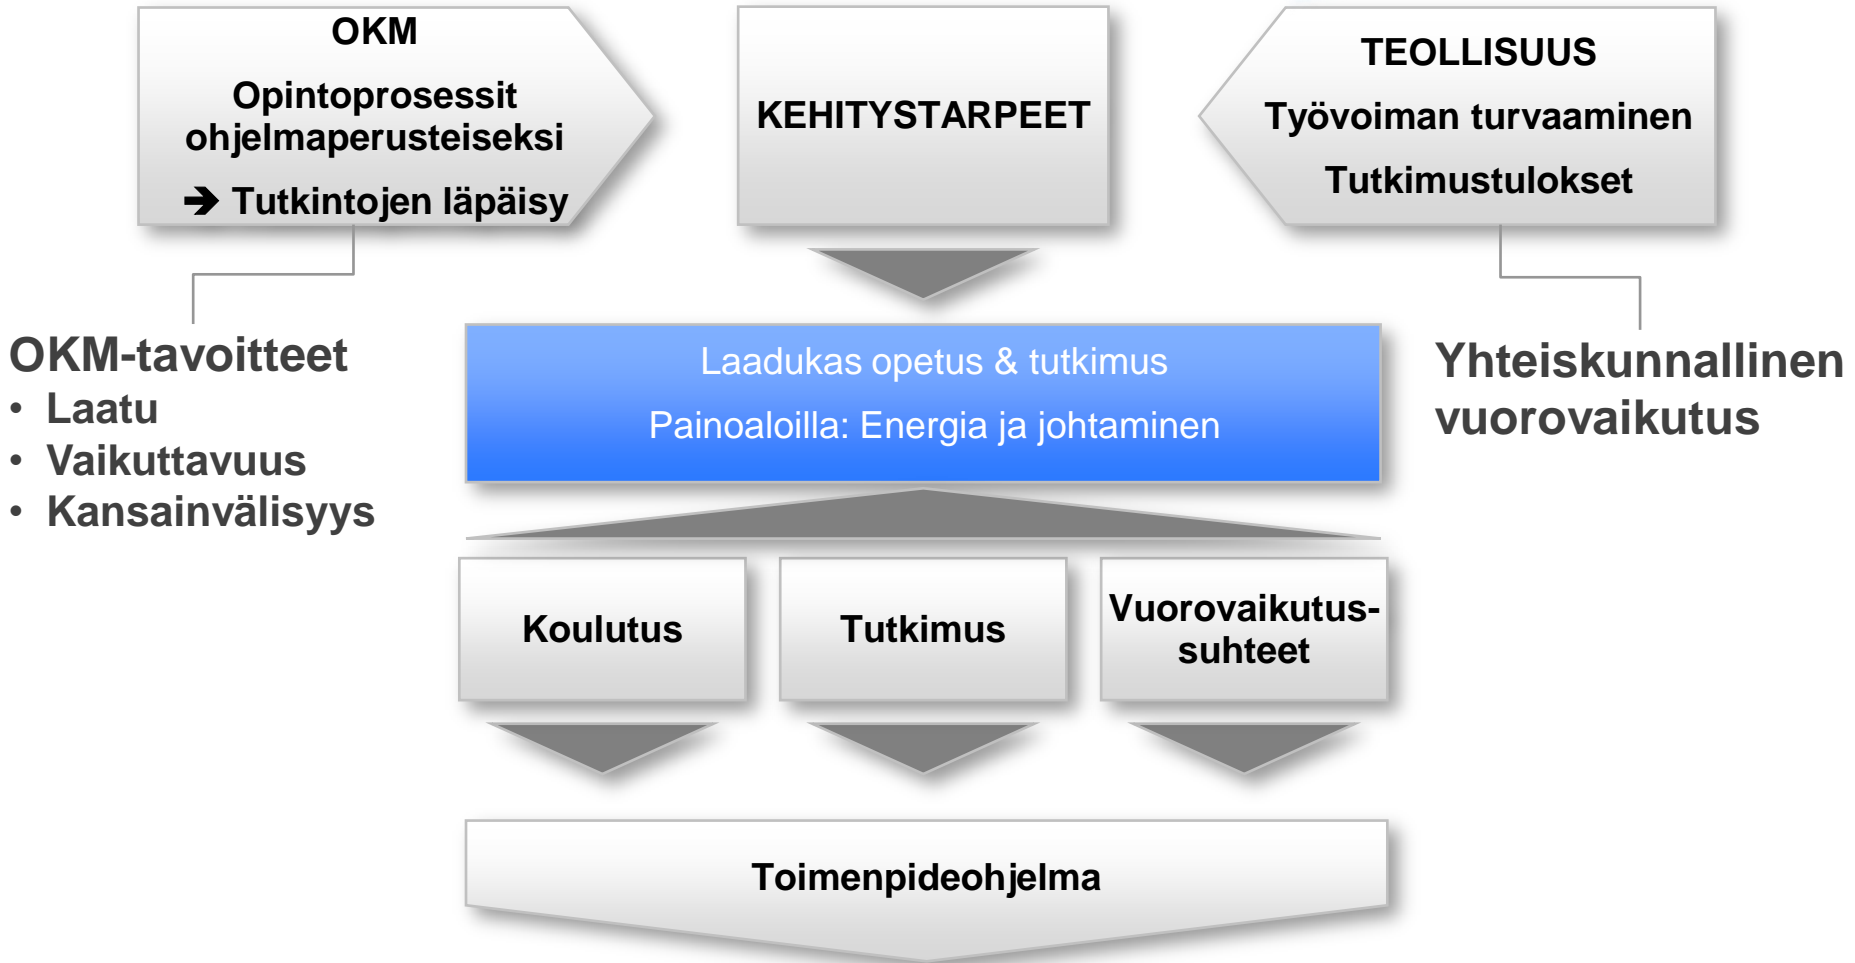 OKM
Opintoprosessit
ohjelmaperusteiseksi
➔ Tutkintojen läpäisy
KEHITYSTARPEET
TEOLLISUUS
Työvoiman turvaaminen
Tutkimustulokset
OKM-tavoitteet
• Laatu
• Vaikuttavuus
• Kansainvälisyys
Laadukas opetus & tutkimus
Painoaloilla: Energia ja johtaminen
Yhteiskunnallinen
vuorovaikutus
Koulutus
Tutkimus
Vuorovaikutus-
suhteet
Toimenpideohjelma